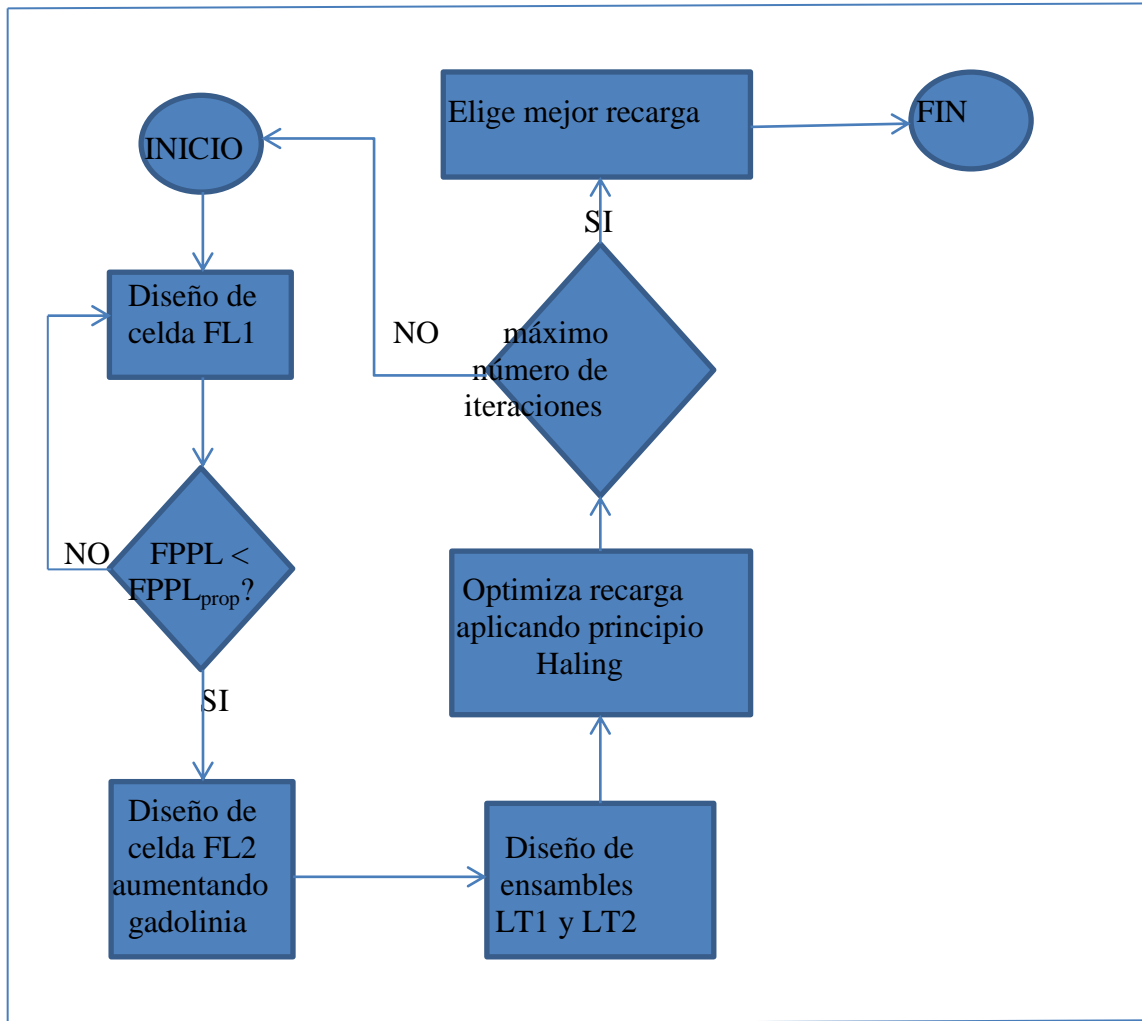 INICIO
Diseño de
celda FL1
NO
FPPL <
FPPLprop?
SI
Diseño de
celda FL2
aumentando
gadolinia
Diseño de
ensambles
LT1 y LT2
Optimiza recarga
aplicando principio
Haling
máximo
número de
iteraciones
NO
SI
Elige mejor recarga
FIN